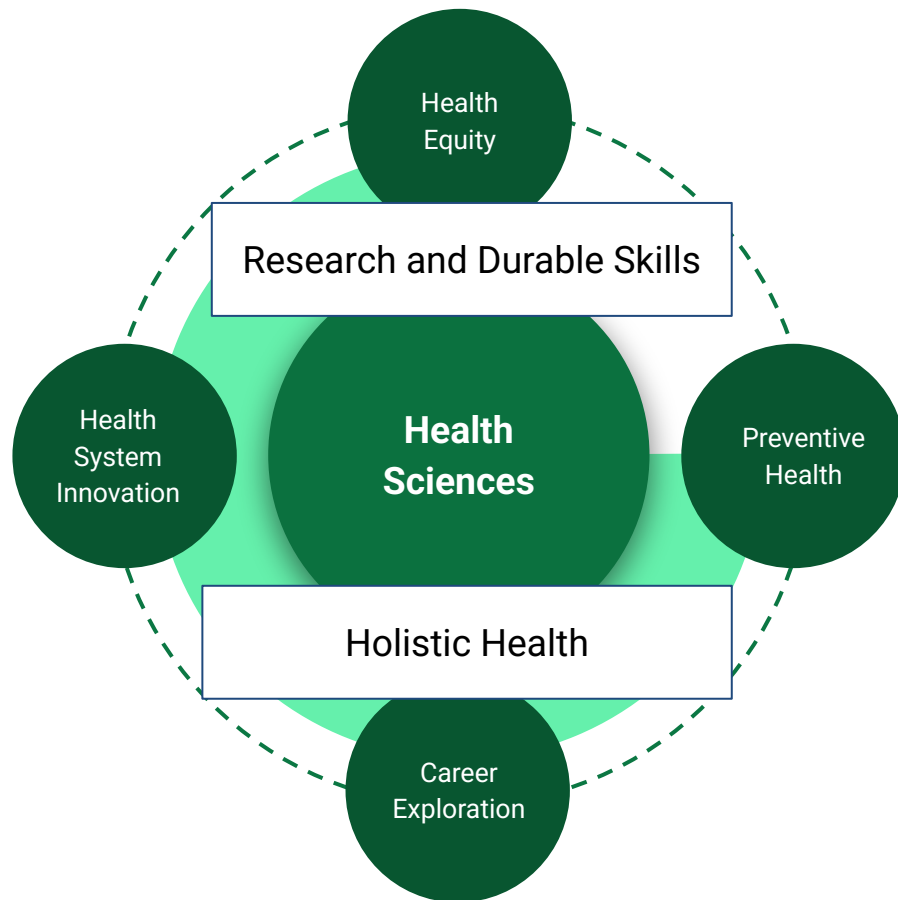 Health
Equity
Research and Durable Skills
Health
System
Innovation
Health
Sciences
Preventive
Health
Holistic Health
Career
Exploration